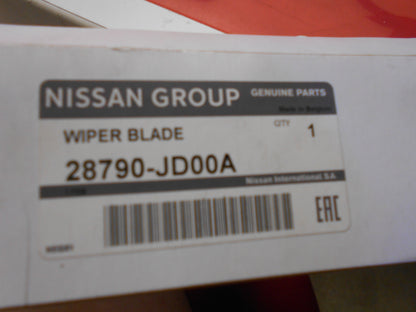 NISSAN GROUP GENUINE PARTS
Made in Belgium
WIPER BLADE QTY 1
28790-JD00A
Nissan International S.A.
EAC